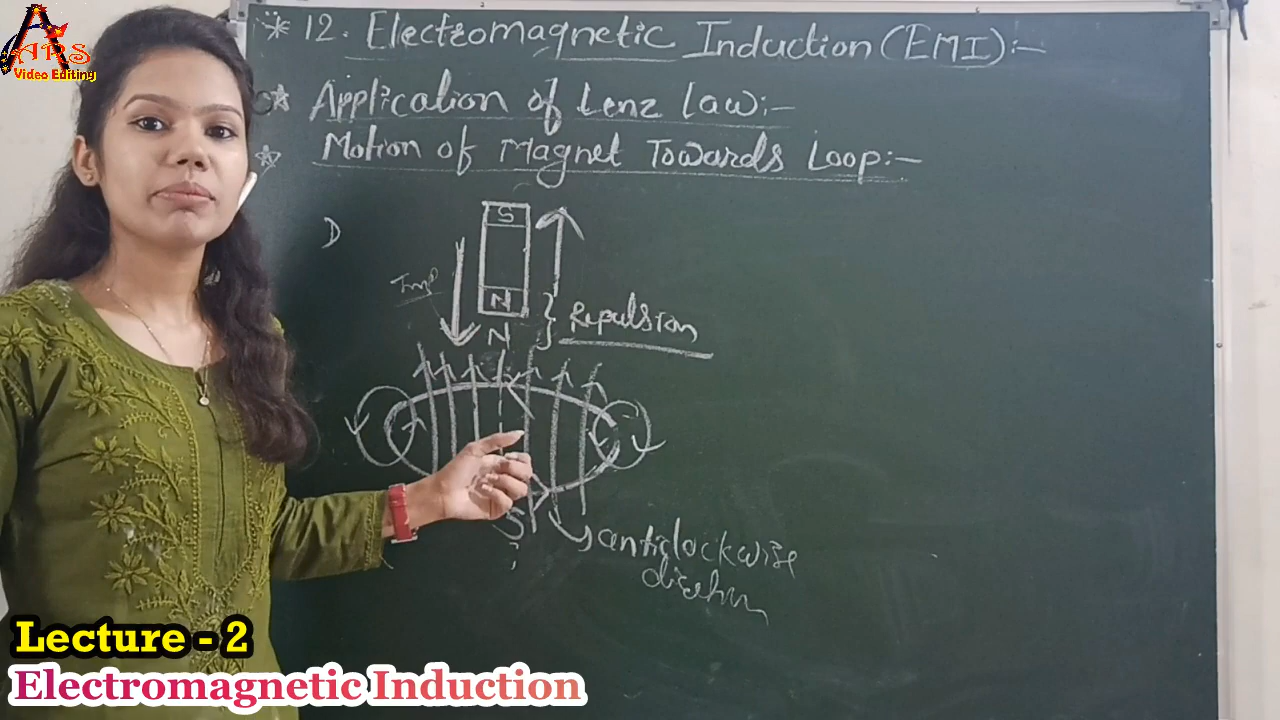 ARS
Video Editing
* 12. Electromagnetic Induction (EMI):-
* Application of Lenz Law:-
* Motion of Magnet Towards Loop:-
1)
S
N
N
Repulsion
S
anticlockwise
Lecture - 2
Electromagnetic Induction